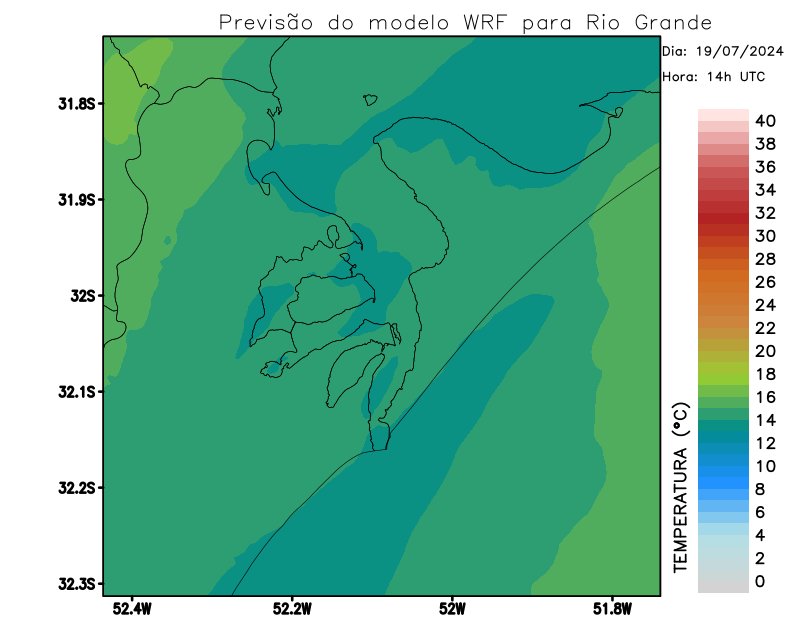 Previsão do modelo WRF para Rio Grande
Dia: 19/07/2024
Hora: 14h UTC
31.8S
31.9S
32S
32.1S
32.2S
32.3S
52.4W
52.2W
52W
51.8W
TEMPERATURA (°C)
40
38
36
34
32
30
28
26
24
22
20
18
16
14
12
10
8
6
4
2
0